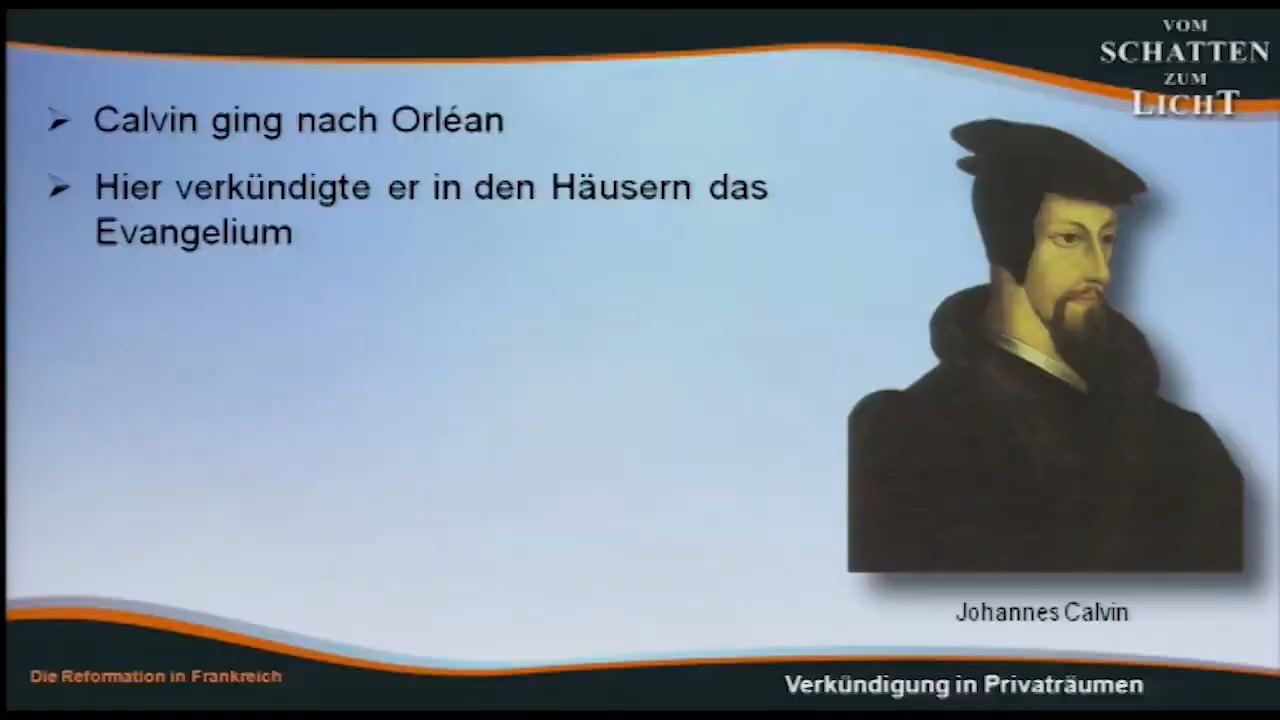 VOM
SCHATTEN
ZUM
LICHT
Calvin ging nach Orléan
Hier verkündigte er in den Häusern das
Evangelium
Johannes Calvin
Die Reformation in Frankreich
Verkündigung in Privaträumen